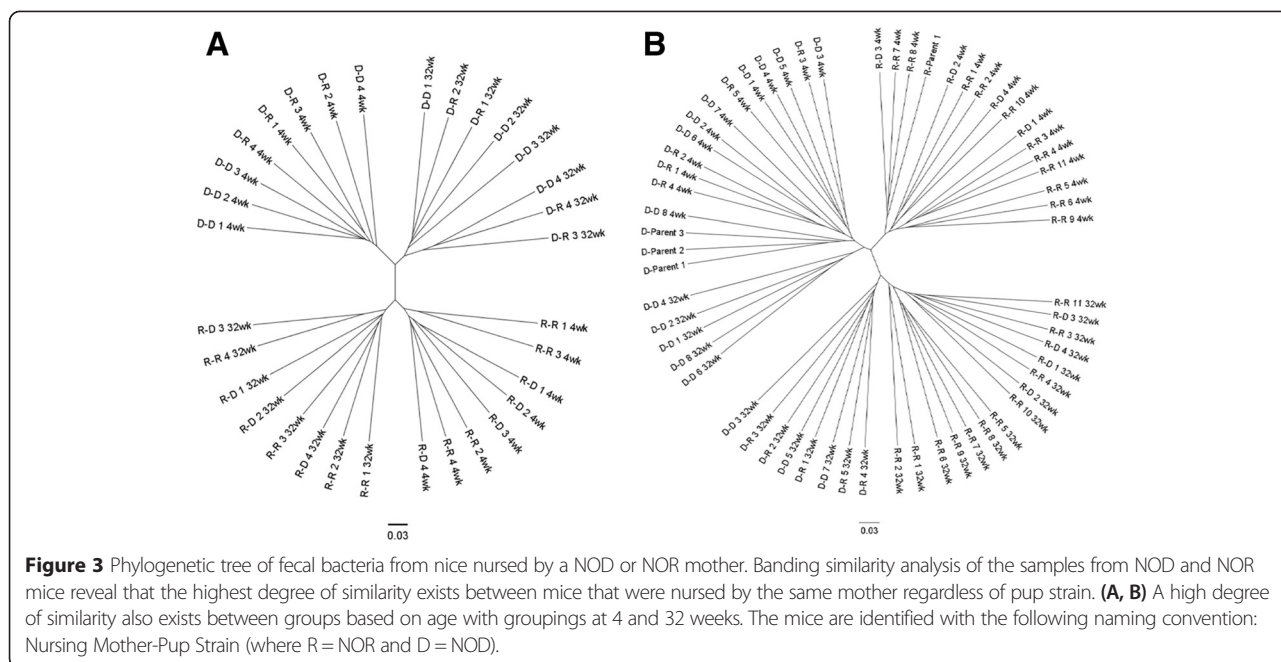 A
D-D 1 32wk
D-R 2 32wk
D-R 1 32wk
D-D 2 32wk
D-D 3 32wk
D-D 4 32wk
D-R 4 32wk
D-R 3 32wk
R-R 1 4wk
R-R 3 4wk
R-D 1 4wk
R-D 2 4wk
R-D 3 4wk
R-R 2 4wk
R-R 4 4wk
R-D 4 4wk
R-R 1 32wk
R-R 2 32wk
R-D 4 32wk
R-R 3 32wk
R-D 2 32wk
R-D 1 32wk
R-R 4 32wk
R-D 3 32wk
D-D 1 4wk
D-D 2 4wk
D-D 3 4wk
D-R 4 4wk
D-R 1 4wk
D-R 3 4wk
D-R 2 4wk
D-D 4 4wk
0.03
B
R-D 3 4wk
R-R 7 4wk
R-R 8 4wk
R-Parent 1
R-D 2 4wk
R-R 1 4wk
R-R 2 4wk
R-D 4 4wk
R-R 10 4wk
R-D 1 4wk
R-R 3 4wk
R-R 4 4wk
R-R 11 4wk
R-R 5 4wk
R-R 6 4wk
R-R 9 4wk
R-R 11 32wk
R-D 3 32wk
R-R 3 32wk
R-D 4 32wk
R-D 1 32wk
R-R 4 32wk
R-D 2 32wk
R-R 10 32wk
R-R 5 32wk
R-R 8 32wk
R-R 7 32wk
R-R 9 32wk
R-R 6 32wk
R-R 1 32wk
R-R 2 32wk
D-R 4 32wk
D-R 5 32wk
D-D 7 32wk
D-R 1 32wk
D-D 5 32wk
D-R 2 32wk
D-R 3 32wk
D-D 3 32wk
D-D 6 32wk
D-D 8 32wk
D-D 1 32wk
D-D 2 32wk
D-D 4 32wk
D-Parent 1
D-Parent 2
D-Parent 3
D-D 8 4wk
D-R 4 4wk
D-R 1 4wk
D-R 2 4wk
D-D 6 4wk
D-D 2 4wk
D-D 7 4wk
D-R 5 4wk
D-D 1 4wk
D-D 4 4wk
D-D 5 4wk
D-R 3 4wk
D-D 3 4wk
0.03
Figure 3 Phylogenetic tree of fecal bacteria from nice nursed by a NOD or NOR mother. Banding similarity analysis of the samples from NOD and NOR
mice reveal that the highest degree of similarity exists between mice that were nursed by the same mother regardless of pup strain. (A, B) A high degree
of similarity also exists between groups based on age with groupings at 4 and 32 weeks. The mice are identified with the following naming convention:
Nursing Mother-Pup Strain (where R = NOR and D = NOD).